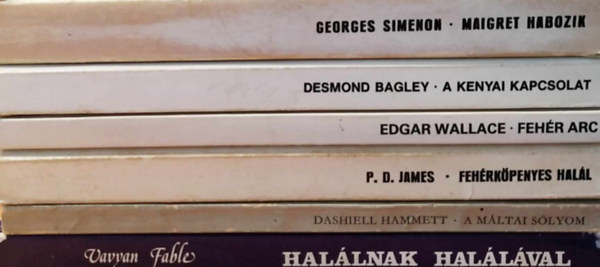 GEORGES SIMENON · MAIGRET HABOZIK
DESMOND BAGLEY · A KENYAI KAPCSOLAT
EDGAR WALLACE · FEHÉR ARC
P. D. JAMES · FEHÉRKÖPENYES HALÁL
DASHIELL HAMMETT · A MÁLTAI SÓLYOM
Vavyan Fable HALÁLNAK HALÁLÁVAL